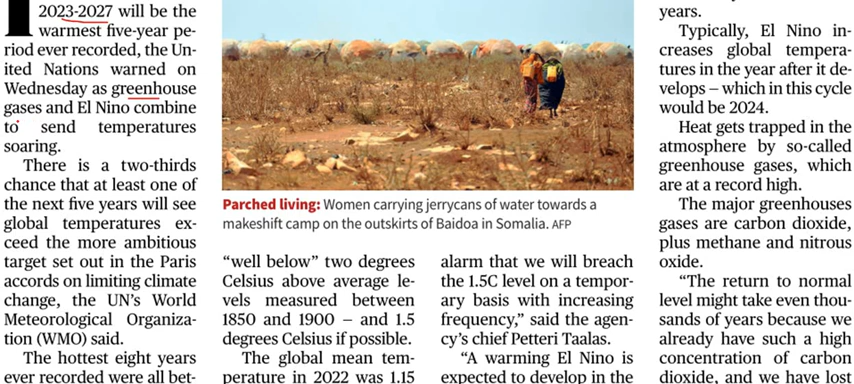 I
2023-2027 will be the
warmest five-year pe-
riod ever recorded, the Un-
ited Nations warned on
Wednesday as greenhouse
gases and El Nino combine
to send temperatures
soaring.
There is a two-thirds
chance that at least one of
the next five years will see
global temperatures ex-
ceed the more ambitious
target set out in the Paris
accords on limiting climate
change, the UN's World
Meteorological Organiza-
tion (WMO) said.
The hottest eight years
ever recorded were all bet-
Parched living: Women carrying jerrycans of water towards a
makeshift camp on the outskirts of Baidoa in Somalia. AFP
“well below” two degrees
Celsius above average le-
vels measured between
1850 and 1900 – and 1.5
degrees Celsius if possible.
The global mean tem-
perature in 2022 was 1.15
alarm that we will breach
the 1.5C level on a tempor-
ary basis with increasing
frequency,” said the agen-
cy's chief Petteri Taalas.
“A warming El Nino is
expected to develop in the
years.
Typically, El Nino in-
creases global tempera-
tures in the year after it de-
velops – which in this cycle
would be 2024.
Heat gets trapped in the
atmosphere by so-called
greenhouse gases, which
are at a record high.
The major greenhouses
gases are carbon dioxide,
plus methane and nitrous
oxide.
“The return to normal
level might take even thou-
sands of years because we
already have such a high
concentration of carbon
dioxide, and we have lost